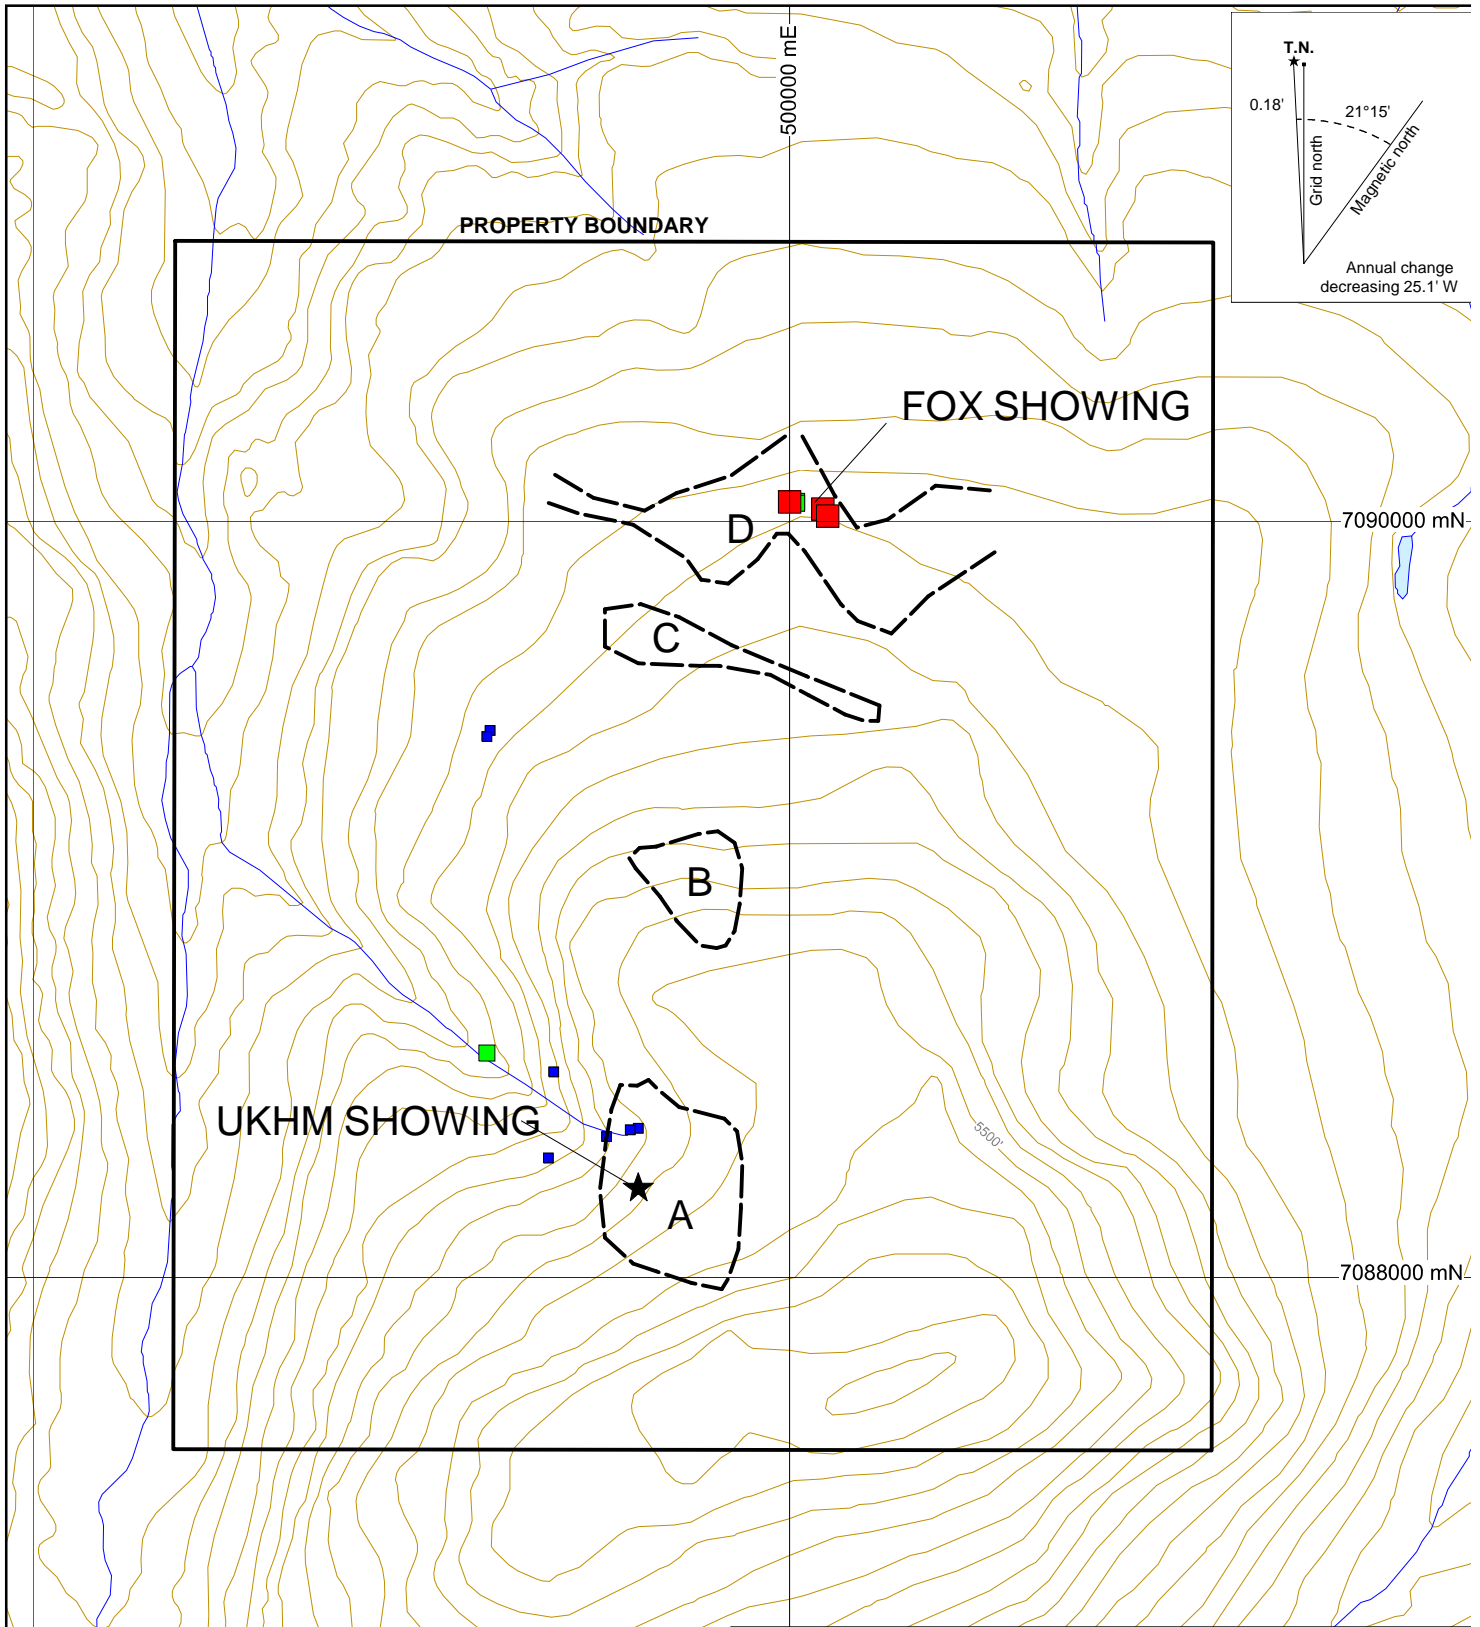 500000 mE
T.N.
0.18'
21°15'
Grid north
Magnetic north
Annual change
decreasing 25.1' W
PROPERTY BOUNDARY
FOX SHOWING
D
7090000 mN
C
B
UKHM SHOWING
5500'
A
7088000 mN